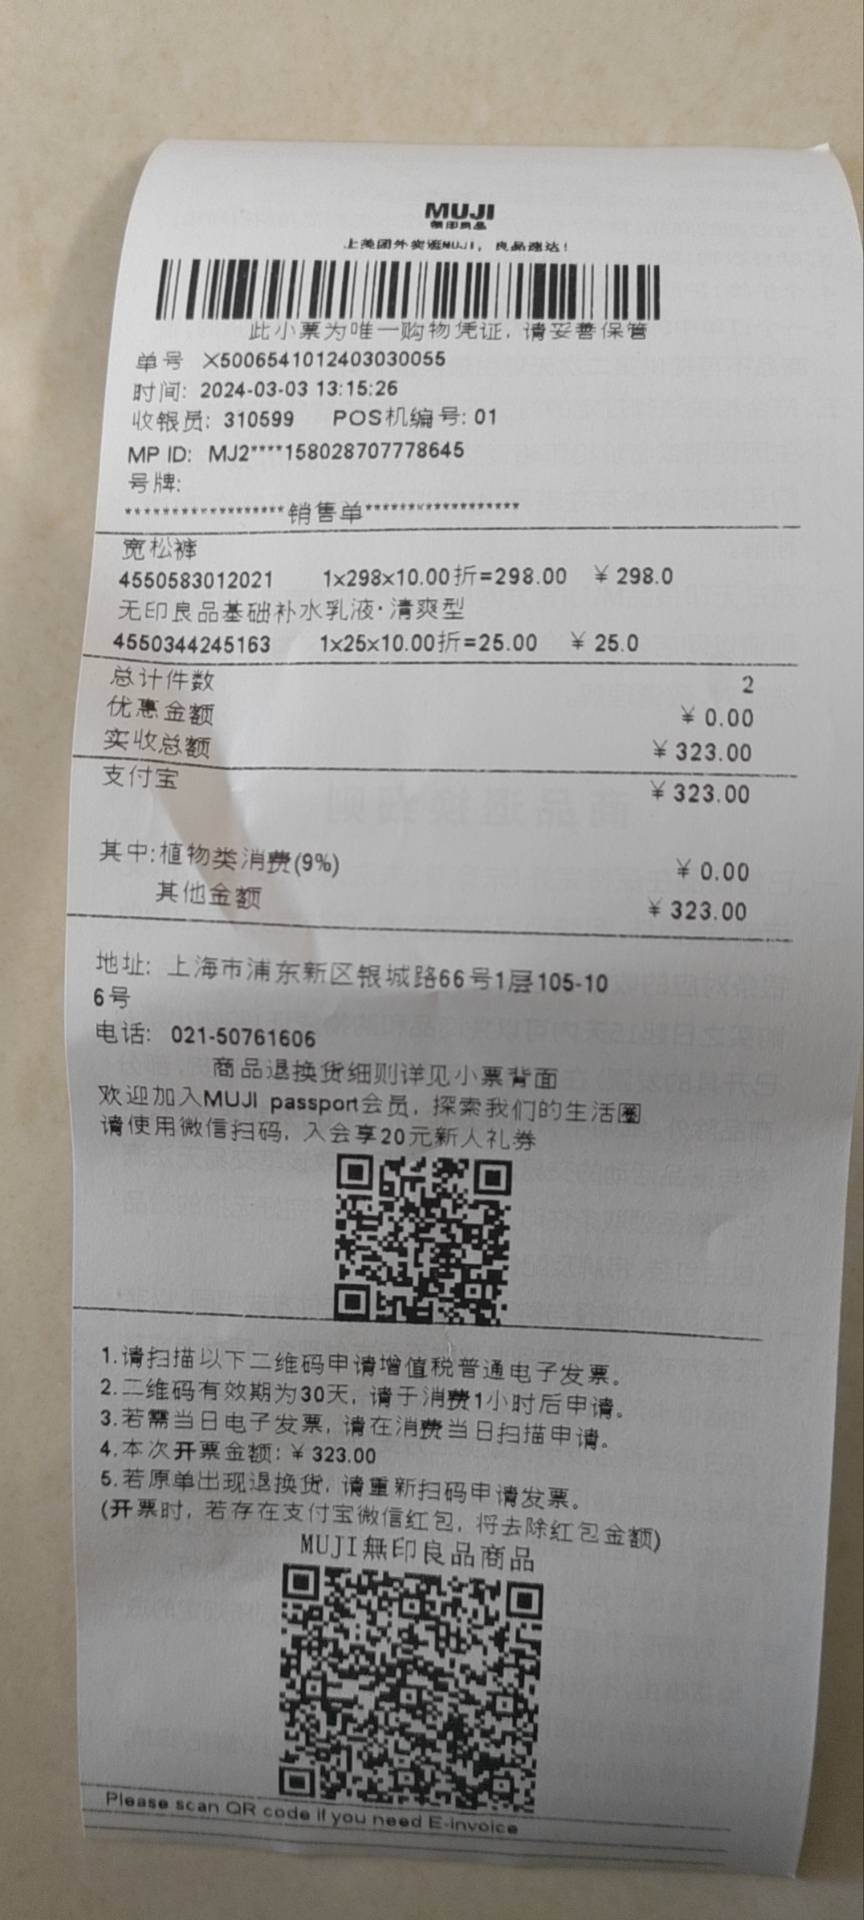 MUJI
無印良品
上美团外卖逛MUJI，良品速达！
此小票为唯一购物凭证，请妥善保管
单号 X5006541012403030055
时间: 2024-03-03 13:15:26
收银员: 310599 POS机编号: 01
MP ID: MJ2****158028707778645
号牌:
******************销售单******************
宽松裤
4550583012021 1x298x10.00折=298.00 ¥298.0
无印良品基础补水乳液·清爽型
4550344245163 1x25x10.00折=25.00 ¥25.0
总计件数 2
优惠金额 ¥0.00
实收总额 ¥323.00
支付宝 ¥323.00
其中:植物类消费(9%) ¥0.00
其他金额 ¥323.00
地址: 上海市浦东新区银城路66号1层105-10
6号
电话: 021-50761606
商品退换货细则详见小票背面
欢迎加入MUJI passport会员，探索我们的生活圈
请使用微信扫码，入会享20元新人礼券
1.请扫描以下二维码申请增值税普通电子发票。
2.二维码有效期为30天，请于消费1小时后申请。
3.若需当日电子发票，请在消费当日扫描申请。
4.本次开票金额: ¥323.00
5.若原单出现退换货，请重新扫码申请发票。
(开票时，若存在支付宝微信红包，将去除红包金额)
MUJI無印良品商品
Please scan QR code if you need E-invoice